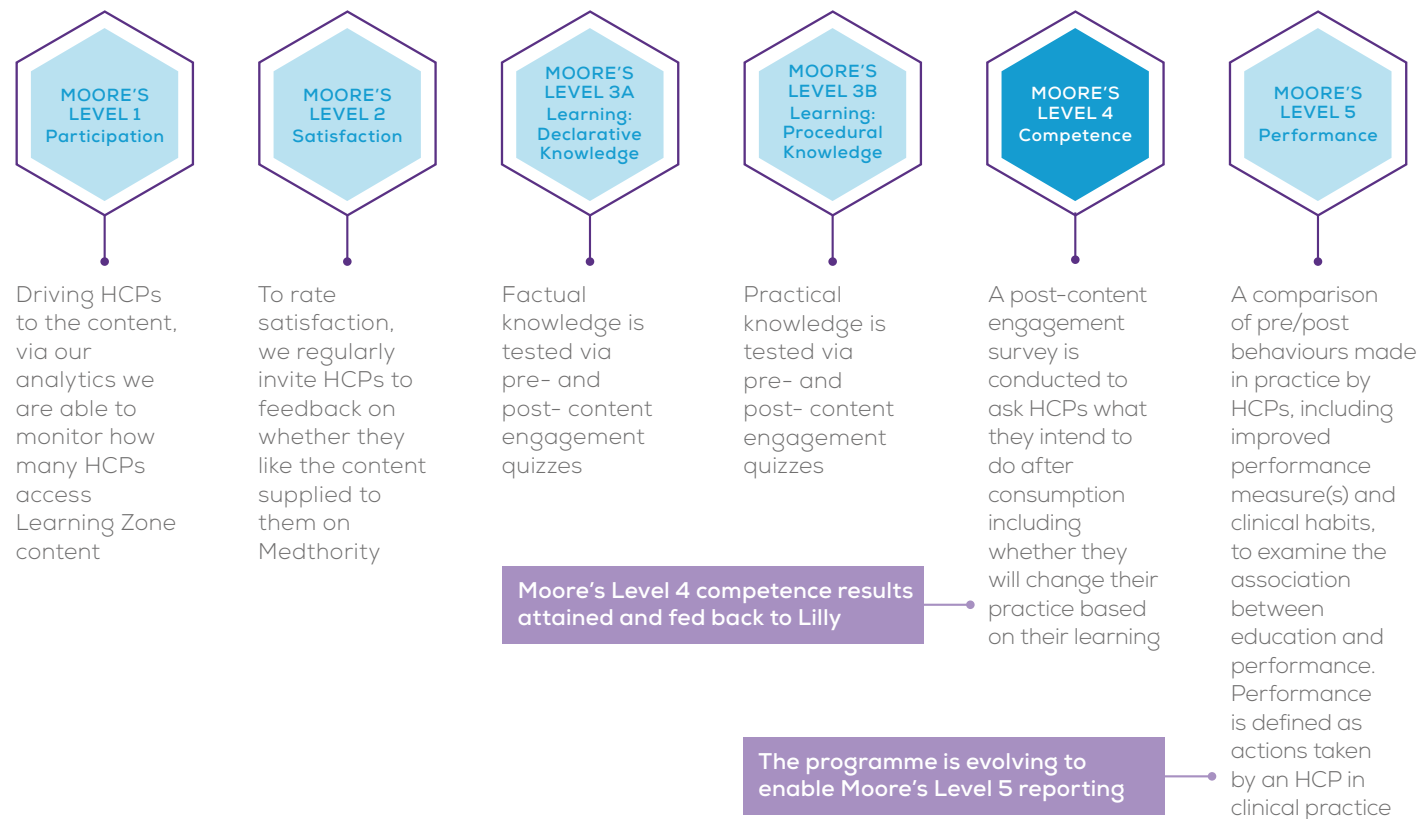 MOORE'S
LEVEL 1
Participation
Driving HCPs
to the content,
via our
analytics we
are able to
monitor how
many HCPs
access
Learning Zone
content
MOORE'S
LEVEL 2
Satisfaction
To rate
satisfaction,
we regularly
invite HCPs to
feedback on
whether they
like the content
supplied to
them on
Medthority
MOORE'S
LEVEL 3A
Learning:
Declarative
Knowledge
Factual
knowledge is
tested via
pre- and
post- content
engagement
quizzes
MOORE'S
LEVEL 3B
Learning:
Procedural
Knowledge
Practical
knowledge is
tested via
pre- and
post- content
engagement
quizzes
MOORE'S
LEVEL 4
Competence
A post-content
engagement
survey is
conducted to
ask HCPs what
they intend to
do after
consumption
including
whether they
will change their
practice based
on their learning
Moore's Level 4 competence results
attained and fed back to Lilly
MOORE'S
LEVEL 5
Performance
A comparison
of pre/post
behaviours made
in practice by
HCPs, including
improved
performance
measure(s) and
clinical habits,
to examine the
association
between
education and
performance.
Performance
is defined as
actions taken
by an HCP in
clinical practice
The programme is evolving to
enable Moore's Level 5 reporting